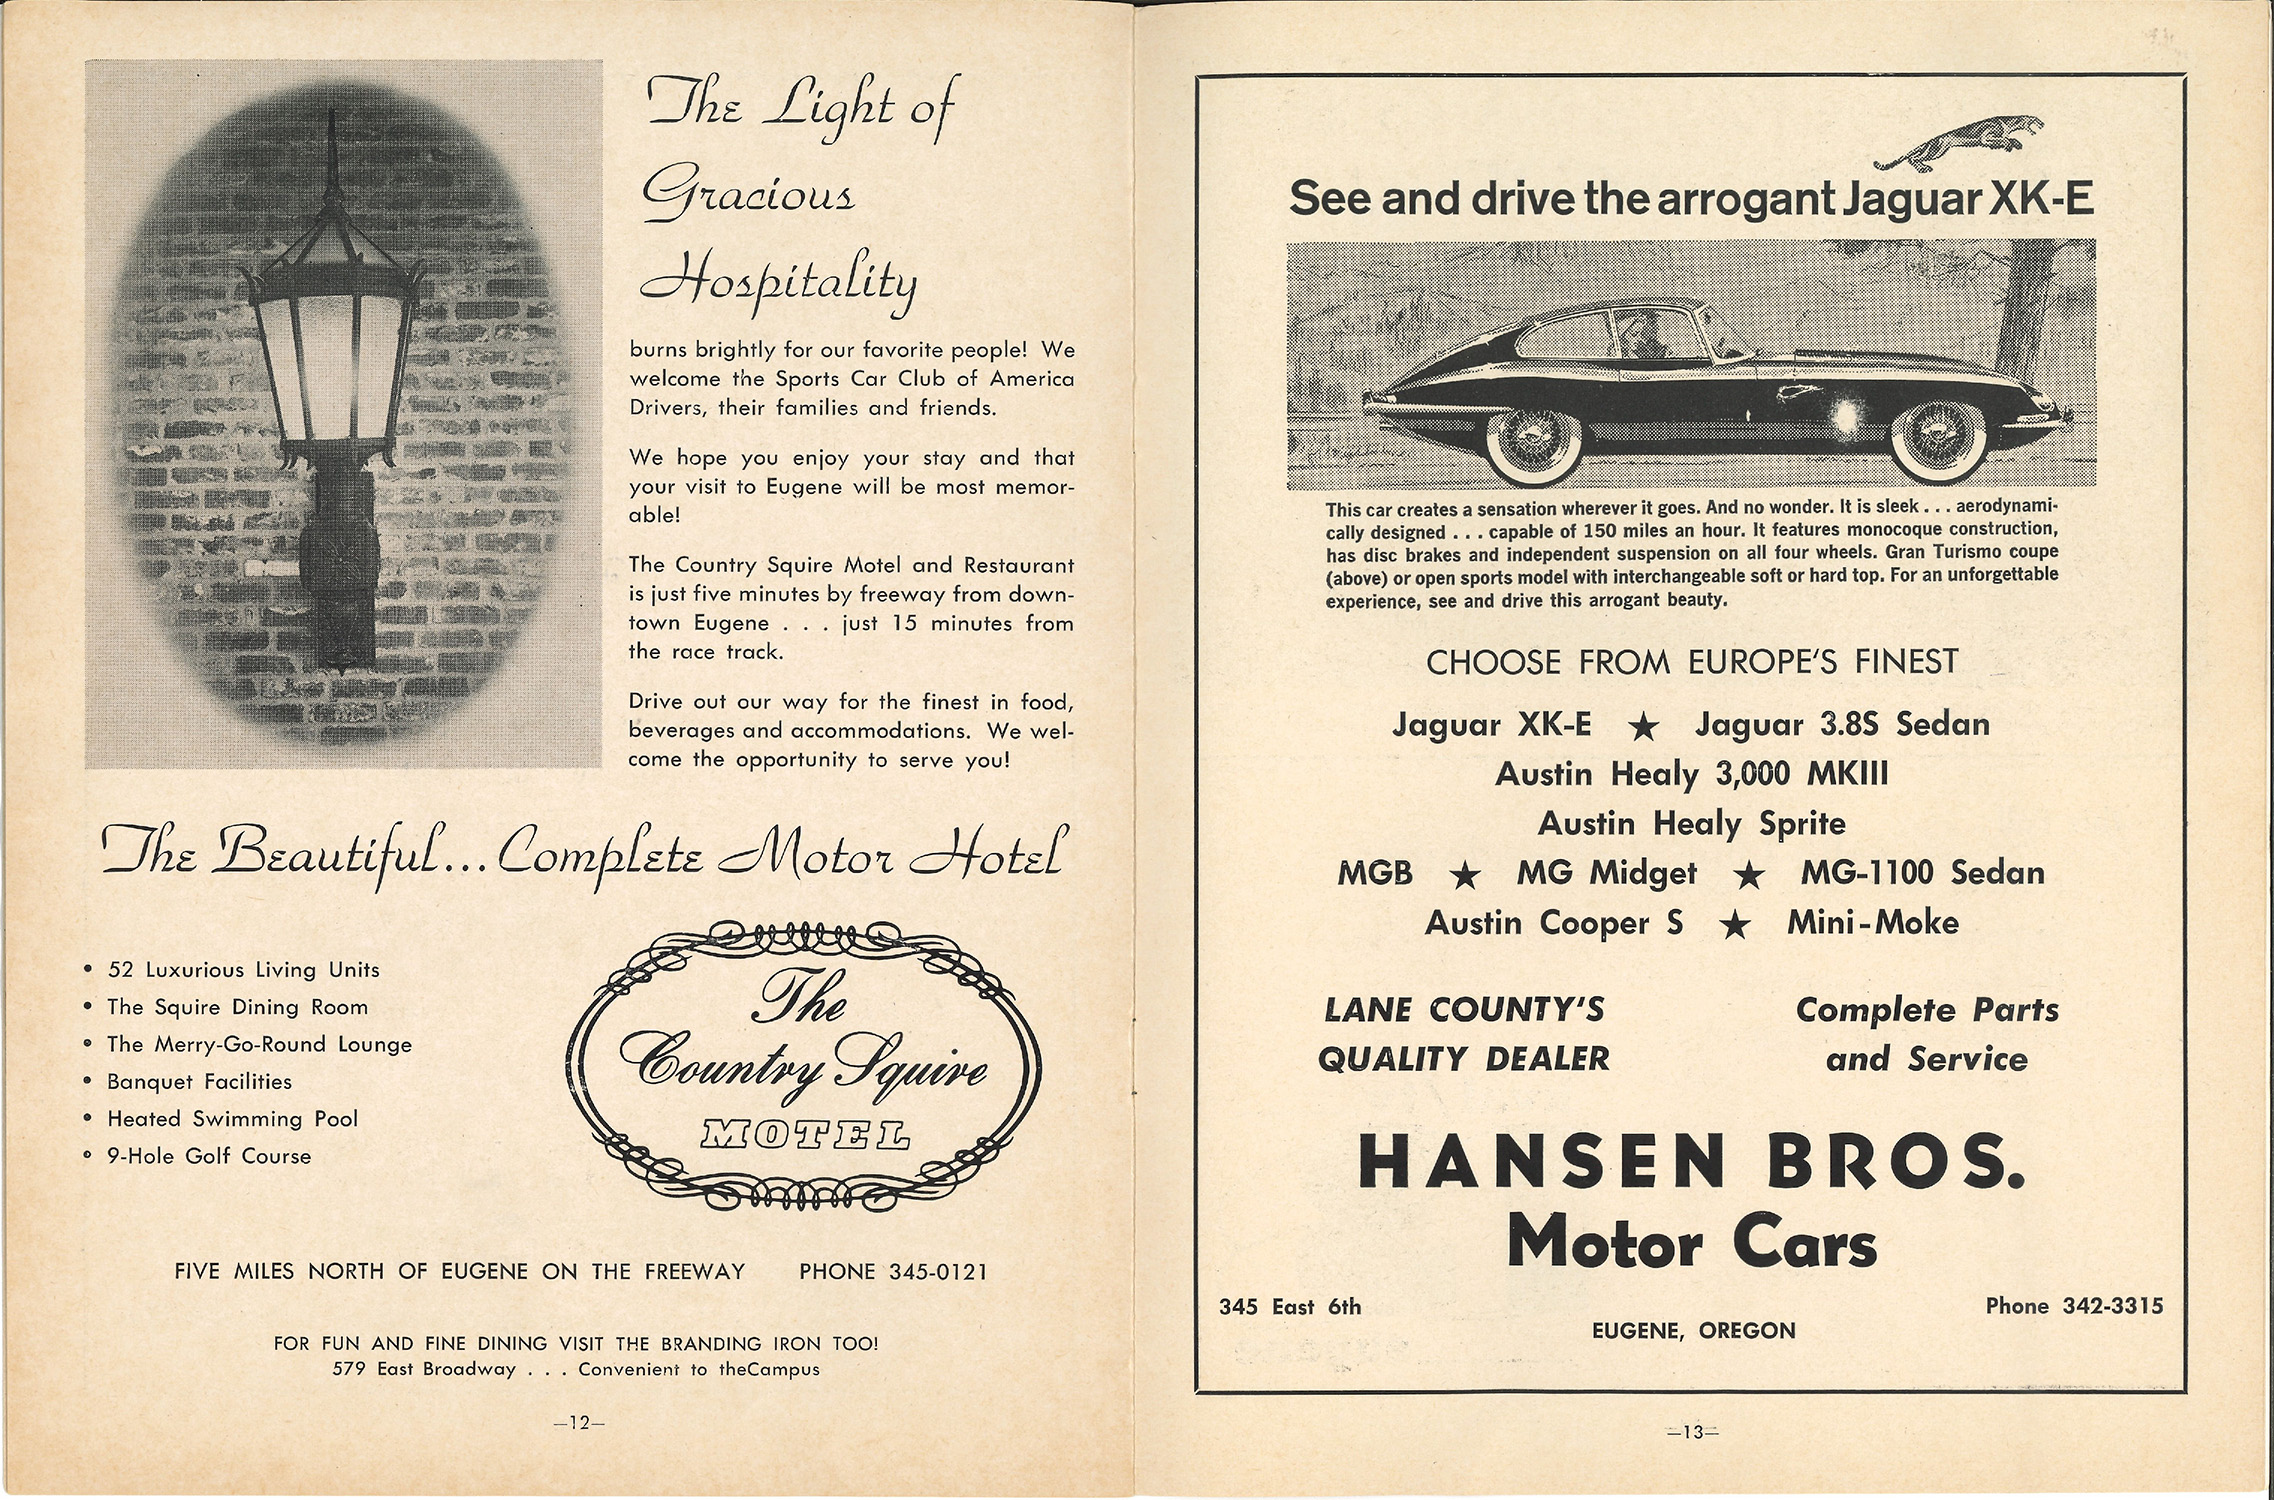 The Light of
Gracious
Hospitality
burns brightly for our favorite people! We
welcome the Sports Car Club of America
Drivers, their families and friends.
We hope you enjoy your stay and that
your visit to Eugene will be most memor-
able!
The Country Squire Motel and Restaurant
is just five minutes by freeway from down-
town Eugene . . . just 15 minutes from
the race track.
Drive out our way for the finest in food,
beverages and accommodations. We wel-
come the opportunity to serve you!
The Beautiful... Complete Motor Hotel
• 52 Luxurious Living Units
• The Squire Dining Room
• The Merry-Go-Round Lounge
• Banquet Facilities
• Heated Swimming Pool
• 9-Hole Golf Course
The
Country Squire
MOTEL
FIVE MILES NORTH OF EUGENE ON THE FREEWAY PHONE 345-0121
FOR FUN AND FINE DINING VISIT THE BRANDING IRON TOO!
579 East Broadway . . . Convenient to theCampus
—12—
See and drive the arrogant Jaguar XK-E
This car creates a sensation wherever it goes. And no wonder. It is sleek . . . aerodynami-
cally designed . . . capable of 150 miles an hour. It features monocoque construction,
has disc brakes and independent suspension on all four wheels. Gran Turismo coupe
(above) or open sports model with interchangeable soft or hard top. For an unforgettable
experience, see and drive this arrogant beauty.
CHOOSE FROM EUROPE'S FINEST
Jaguar XK-E ★ Jaguar 3.8S Sedan
Austin Healy 3,000 MKIII
Austin Healy Sprite
MGB ★ MG Midget ★ MG-1100 Sedan
Austin Cooper S ★ Mini-Moke
LANE COUNTY'S
QUALITY DEALER
Complete Parts
and Service
HANSEN BROS.
Motor Cars
345 East 6th
Phone 342-3315
EUGENE, OREGON
—13—